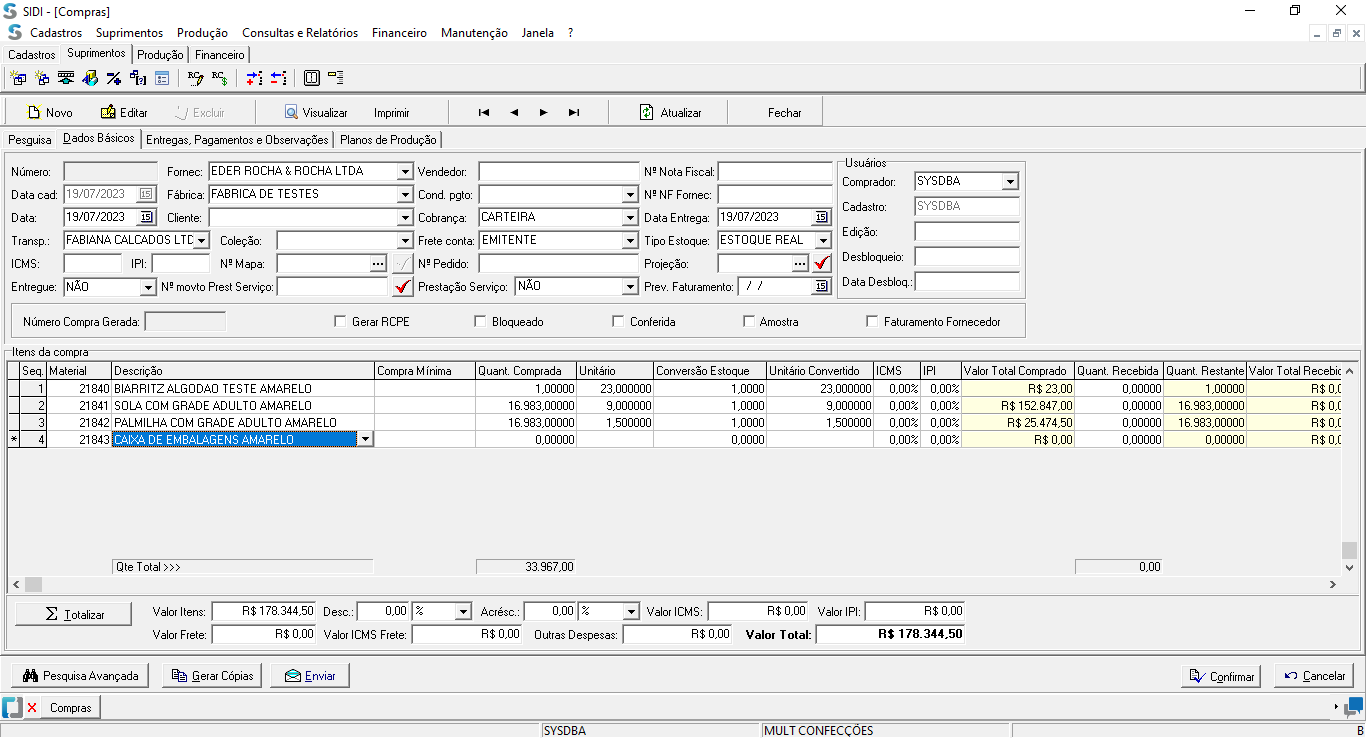 SIDI - [Compras]
Cadastros Suprimentos Produção Consultas e Relatórios Financeiro Manutenção Janela ?
Cadastros Suprimentos Produção Financeiro
Novo Editar Excluir Visualizar Imprimir Atualizar Fechar
Pesquisa Dados Básicos Entregas, Pagamentos e Observações Planos de Produção
Número: Fornec: EDER ROCHA & ROCHA LTDA Vendedor: Nº Nota Fiscal: Usuários
Comprador: SYSDBA
Data cad: 19/07/2023 15 Fábrica: FABRICA DE TESTES Cond. pgto: Nº NF Fornec:
Cadastro: SYSDBA
Data: 19/07/2023 15 Cliente: Cobrança: CARTEIRA Data Entrega: 19/07/2023 15
Edição:
Transp.: FABIANA CALCADOS LTD Coleção: Frete conta: EMITENTE Tipo Estoque: ESTOQUE REAL
Desbloqueio:
ICMS: IPI: Nº Mapa: ... Nº Pedido: Projeção: ...
Data Desbloq.:
Entregue: NÃO Nº movto Prest Serviço: Prestação Serviço: NÃO Prev. Faturamento: / / 15
Número Compra Gerada: Gerar RCPE Bloqueado Conferida Amostra Faturamento Fornecedor
Itens da compra
Seq. Material Descrição Compra Mínima Quant. Comprada Unitário Conversão Estoque Unitário Convertido ICMS IPI Valor Total Comprado Quant. Recebida Quant. Restante Valor Total Recebid
1 21840 BIARRITZ ALGODAO TESTE AMARELO 1,00000 23,000000 1,0000 23,000000 0,00% 0,00% R$ 23,00 0,00000 1,00000 R$ 0,0
2 21841 SOLA COM GRADE ADULTO AMARELO 16.983,00000 9,000000 1,0000 9,000000 0,00% 0,00% R$ 152.847,00 0,00000 16.983,00000 R$ 0,0
3 21842 PALMILHA COM GRADE ADULTO AMARELO 16.983,00000 1,500000 1,0000 1,500000 0,00% 0,00% R$ 25.474,50 0,00000 16.983,00000 R$ 0,0
* 4 21843 CAIXA DE EMBALAGENS AMARELO 0,00000 0,0000 0,00% 0,00% R$ 0,00 0,00000 0,00000 R$ 0,0
Qte Total >>> 33.967,00 0,00
Σ Totalizar Valor Itens: R$ 178.344,50 Desc.: 0,00 % Acrésc.: 0,00 % Valor ICMS: R$ 0,00 Valor IPI: R$ 0,00
Valor Frete: R$ 0,00 Valor ICMS Frete: R$ 0,00 Outras Despesas: R$ 0,00 Valor Total: R$ 178.344,50
Pesquisa Avançada Gerar Cópias Enviar Confirmar Cancelar
Compras
SYSDBA MULT CONFECÇÕES B